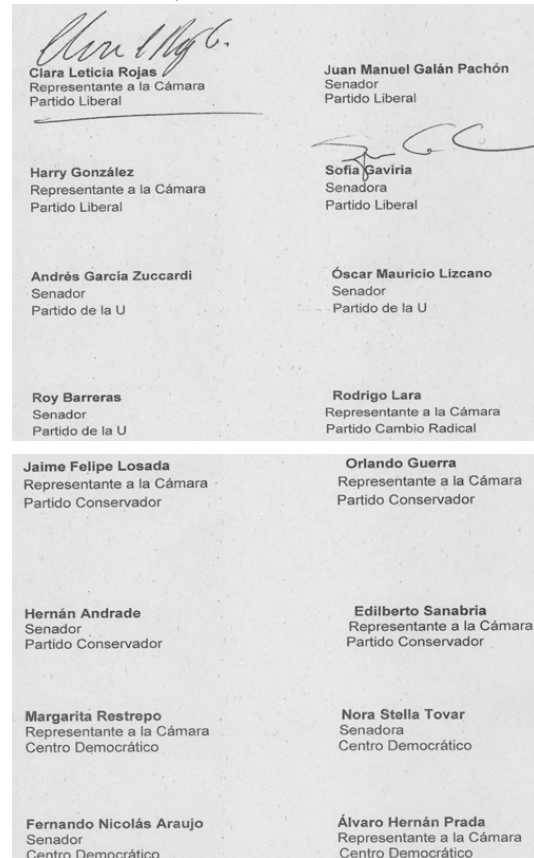 Clara Leticia Rojas
Representante a la Cámara
Partido Liberal
Juan Manuel Galán Pachón
Senador
Partido Liberal
Harry González
Representante a la Cámara
Partido Liberal
Sofía Gaviria
Senadora
Partido Liberal
Andrés García Zuccardi
Senador
Partido de la U
Óscar Mauricio Lizcano
Senador
Partido de la U
Roy Barreras
Senador
Partido de la U
Rodrigo Lara
Representante a la Cámara
Partido Cambio Radical
Jaime Felipe Losada
Representante a la Cámara
Partido Conservador
Orlando Guerra
Representante a la Cámara
Partido Conservador
Hernán Andrade
Senador
Partido Conservador
Edilberto Sanabria
Representante a la Cámara
Partido Conservador
Margarita Restrepo
Representante a la Cámara
Centro Democrático
Nora Stella Tovar
Senadora
Centro Democrático
Fernando Nicolás Araujo
Senador
Centro Democrático
Álvaro Hernán Prada
Representante a la Cámara
Centro Democrático